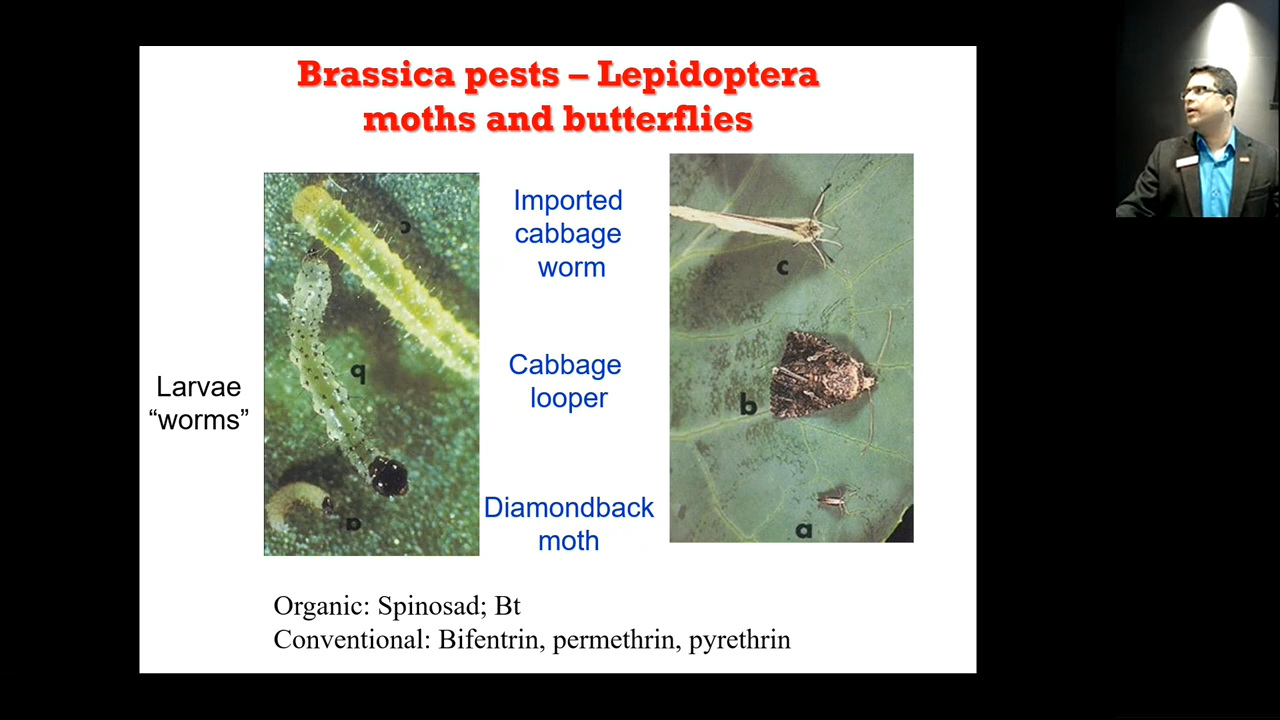 Brassica pests – Lepidoptera
moths and butterflies
Larvae
“worms”
Imported
cabbage
worm
Cabbage
looper
Diamondback
moth
c
b
a
Organic: Spinosad; Bt
Conventional: Bifentrin, permethrin, pyrethrin